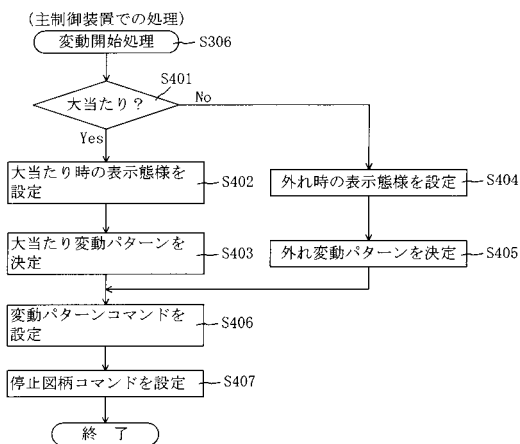 (主制御装置での処理)
変動開始処理
S306
S401
大当たり？
No
Yes
大当たり時の表示態様を
設定
S402
外れ時の表示態様を設定
S404
大当たり変動パターンを
決定
S403
外れ変動パターンを決定
S405
変動パターンコマンドを
設定
S406
停止図柄コマンドを設定
S407
終 了